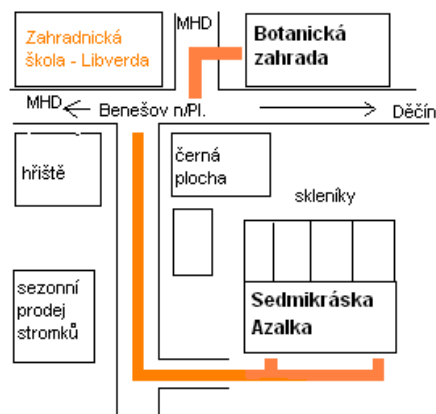 Zahradnická
škola - Libverda
MHD
Botanická
zahrada
MHD
Benešov n/Pl.
Děčín
hřiště
černá
plocha
skleníky
sezonní
prodej
stromků
Sedmikráska
Azalka